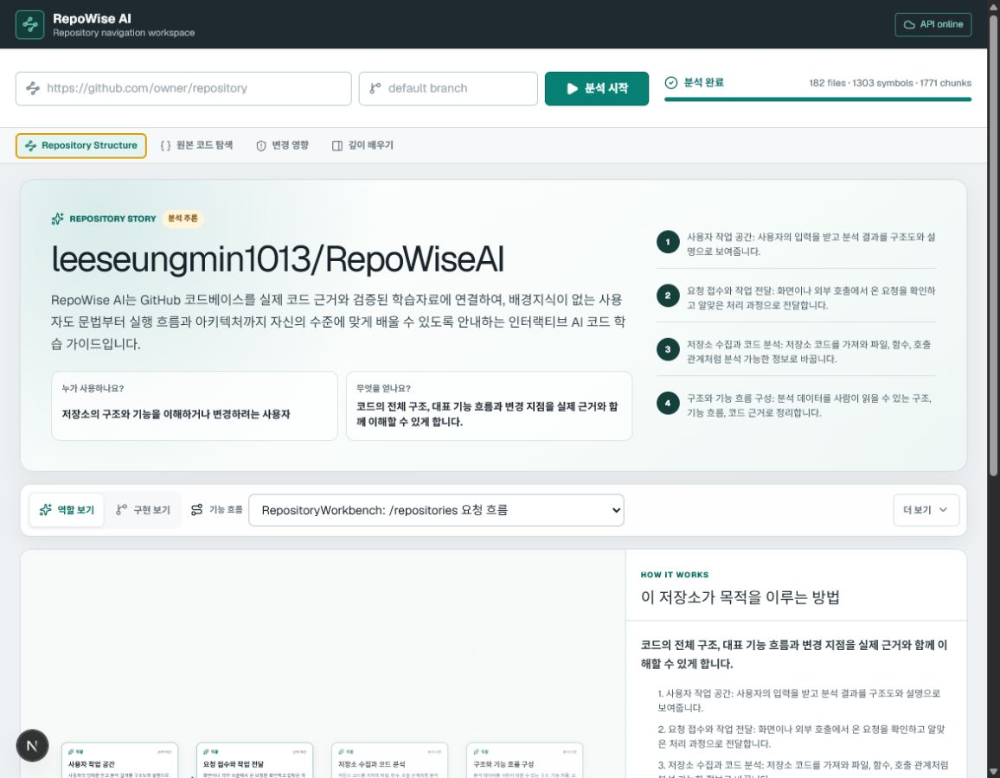 RepoWise AI
Repository navigation workspace
API online
https://github.com/owner/repository
default branch
분석 시작
분석 완료
182 files · 1303 symbols · 1771 chunks
Repository Structure
원본 코드 탐색
변경 영향
깊이 배우기
REPOSITORY STORY
분석 추론
leeseungmin1013/RepoWiseAI
RepoWise AI는 GitHub 코드베이스를 실제 코드 근거와 검증된 학습자료에 연결하여, 배경지식이 없는 사용
자도 문법부터 실행 흐름과 아키텍처까지 자신의 수준에 맞게 배울 수 있도록 안내하는 인터랙티브 AI 코드 학
습 가이드입니다.
누가 사용하나요?
저장소의 구조와 기능을 이해하거나 변경하려는 사용자
무엇을 얻나요?
코드의 전체 구조, 대표 기능 흐름과 변경 지점을 실제 근거와 함
께 이해할 수 있게 합니다.
1
사용자 작업 공간: 사용자의 입력을 받고 분석 결과를 구조도와 설
명으로 보여줍니다.
2
요청 접수와 작업 전달: 화면이나 외부 호출에서 온 요청을 확인하
고 알맞은 처리 과정으로 전달합니다.
3
저장소 수집과 코드 분석: 저장소 코드를 가져와 파일, 함수, 호출
관계처럼 분석 가능한 정보로 바꿉니다.
4
구조와 기능 흐름 구성: 분석 데이터를 사람이 읽을 수 있는 구조,
기능 흐름, 코드 근거로 정리합니다.
역할 보기
구현 보기
기능 흐름
RepositoryWorkbench: /repositories 요청 흐름
더 보기
HOW IT WORKS
이 저장소가 목적을 이루는 방법
코드의 전체 구조, 대표 기능 흐름과 변경 지점을 실제 근거와 함께 이
해할 수 있게 합니다.
1. 사용자 작업 공간: 사용자의 입력을 받고 분석 결과를 구조도와 설명으로
보여줍니다.
2. 요청 접수와 작업 전달: 화면이나 외부 호출에서 온 요청을 확인하고 알맞
은 처리 과정으로 전달합니다.
3. 저장소 수집과 코드 분석: 저장소 코드를 가져와 파일, 함수, 호출 관계처럼
N
역할
사용자 작업 공간
역할
요청 접수와 작업 전달
역할
저장소 수집과 코드 분석
역할
구조와 기능 흐름 구성